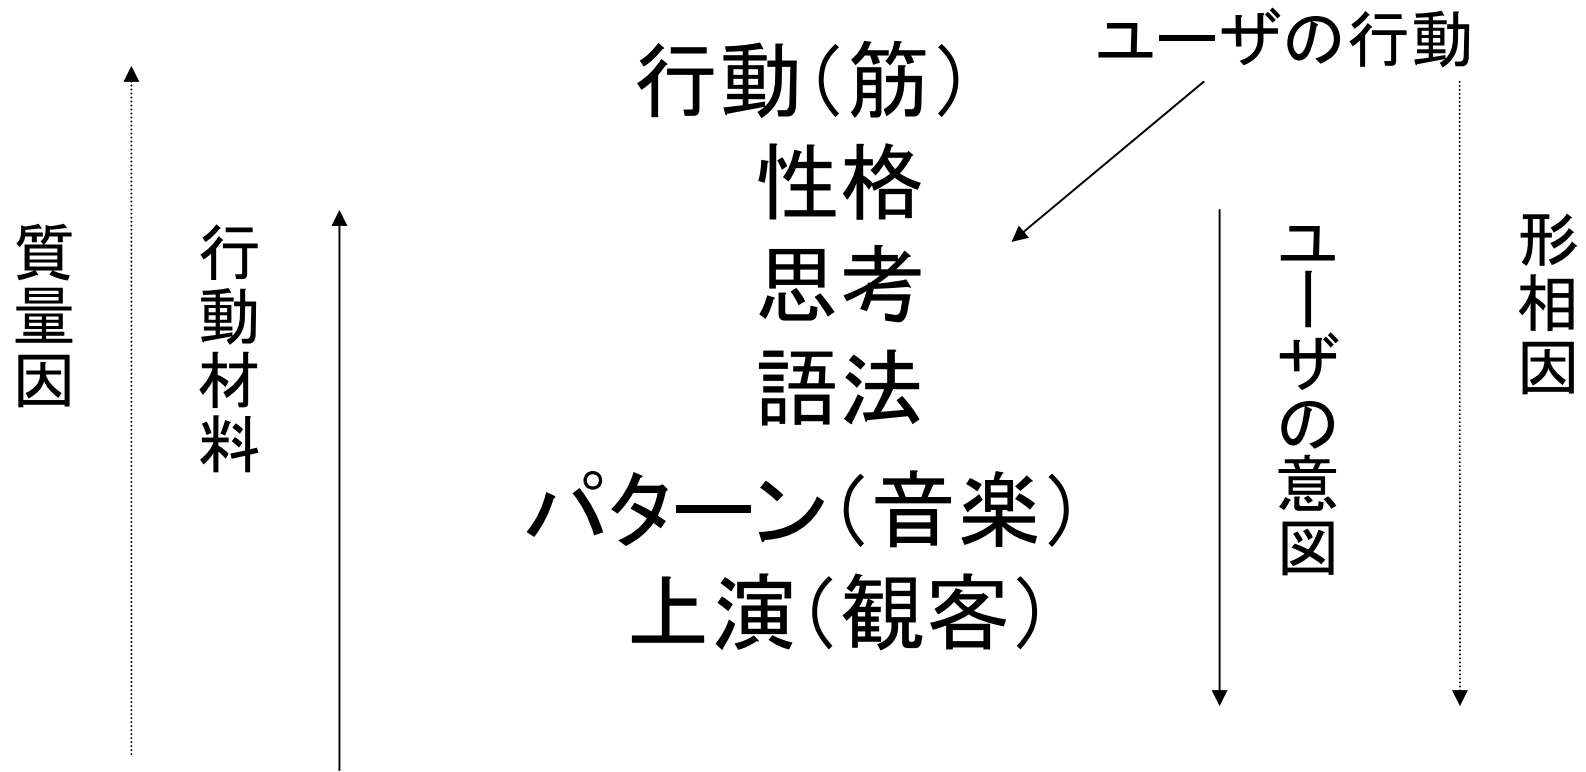 ユーザの行動
行動(筋)
性格
思考
語法
パターン(音楽)
上演(観客)
質量因
行動材料
ユーザの意図
形相因